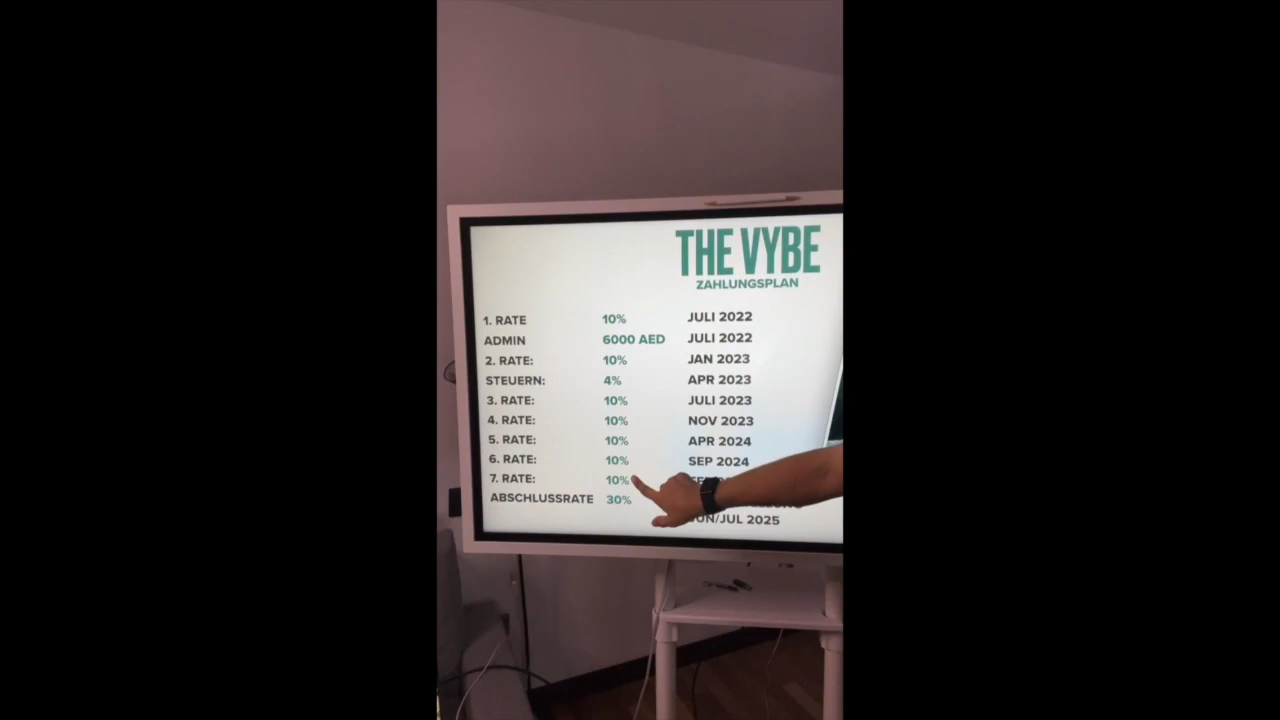 THE VYBE
ZAHLUNGSPLAN
1. RATE 10% JULI 2022
ADMIN 6000 AED JULI 2022
2. RATE: 10% JAN 2023
STEUERN: 4% APR 2023
3. RATE: 10% JULI 2023
4. RATE: 10% NOV 2023
5. RATE: 10% APR 2024
6. RATE: 10% SEP 2024
7. RATE: 10%
ABSCHLUSSRATE 30%
JUN/JUL 2025